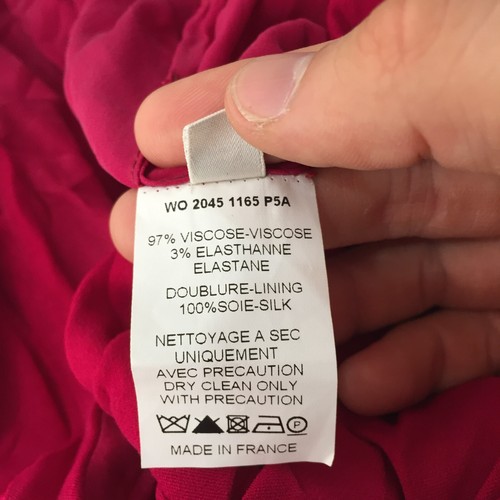 WO 2045 1165 P5A
97% VISCOSE-VISCOSE
3% ELASTHANNE
ELASTANE
DOUBLURE-LINING
100%SOIE-SILK
NETTOYAGE A SEC
UNIQUEMENT
AVEC PRECAUTION
DRY CLEAN ONLY
WITH PRECAUTION
P
MADE IN FRANCE